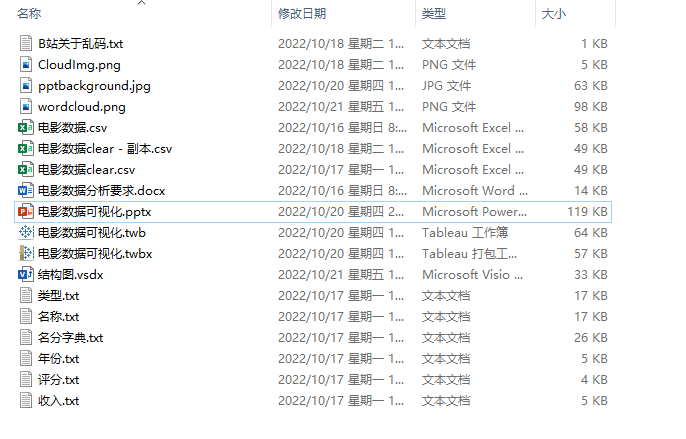 名称 修改日期 类型 大小
B站关于乱码.txt 2022/10/18 星期二 1... 文本文档 1 KB
CloudImg.png 2022/10/18 星期二 1... PNG 文件 5 KB
pptbackground.jpg 2022/10/20 星期四 1... JPG 文件 63 KB
wordcloud.png 2022/10/21 星期五 1... PNG 文件 98 KB
电影数据.csv 2022/10/16 星期日 8:... Microsoft Excel ... 58 KB
电影数据clear - 副本.csv 2022/10/18 星期二 1... Microsoft Excel ... 49 KB
电影数据clear.csv 2022/10/17 星期一 1... Microsoft Excel ... 49 KB
电影数据分析要求.docx 2022/10/16 星期日 8:... Microsoft Word ... 14 KB
电影数据可视化.pptx 2022/10/20 星期四 2... Microsoft Power... 119 KB
电影数据可视化.twb 2022/10/20 星期四 1... Tableau 工作簿 64 KB
电影数据可视化.twbx 2022/10/20 星期四 1... Tableau 打包工... 57 KB
结构图.vsdx 2022/10/21 星期五 1... Microsoft Visio ... 33 KB
类型.txt 2022/10/17 星期一 1... 文本文档 17 KB
名称.txt 2022/10/17 星期一 1... 文本文档 17 KB
名分字典.txt 2022/10/17 星期一 1... 文本文档 26 KB
年份.txt 2022/10/17 星期一 1... 文本文档 5 KB
评分.txt 2022/10/17 星期一 1... 文本文档 4 KB
收入.txt 2022/10/17 星期一 1... 文本文档 5 KB